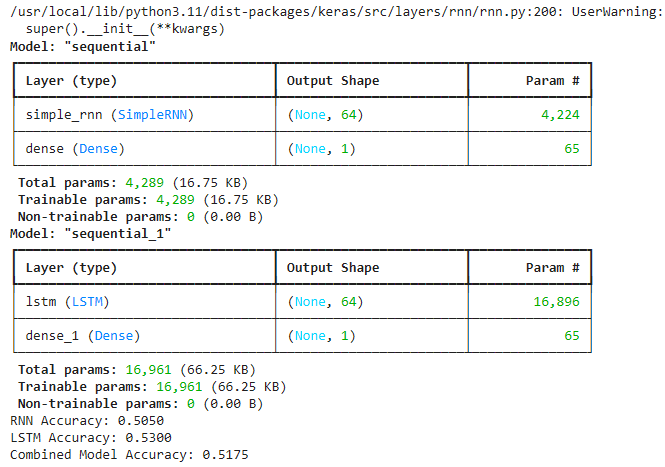 /usr/local/lib/python3.11/dist-packages/keras/src/layers/rnn/rnn.py:200: UserWarning:
super().__init__(**kwargs)
Model: "sequential"
Layer (type) Output Shape Param #
simple_rnn (SimpleRNN) (None, 64) 4,224
dense (Dense) (None, 1) 65
Total params: 4,289 (16.75 KB)
Trainable params: 4,289 (16.75 KB)
Non-trainable params: 0 (0.00 B)
Model: "sequential_1"
Layer (type) Output Shape Param #
lstm (LSTM) (None, 64) 16,896
dense_1 (Dense) (None, 1) 65
Total params: 16,961 (66.25 KB)
Trainable params: 16,961 (66.25 KB)
Non-trainable params: 0 (0.00 B)
RNN Accuracy: 0.5050
LSTM Accuracy: 0.5300
Combined Model Accuracy: 0.5175